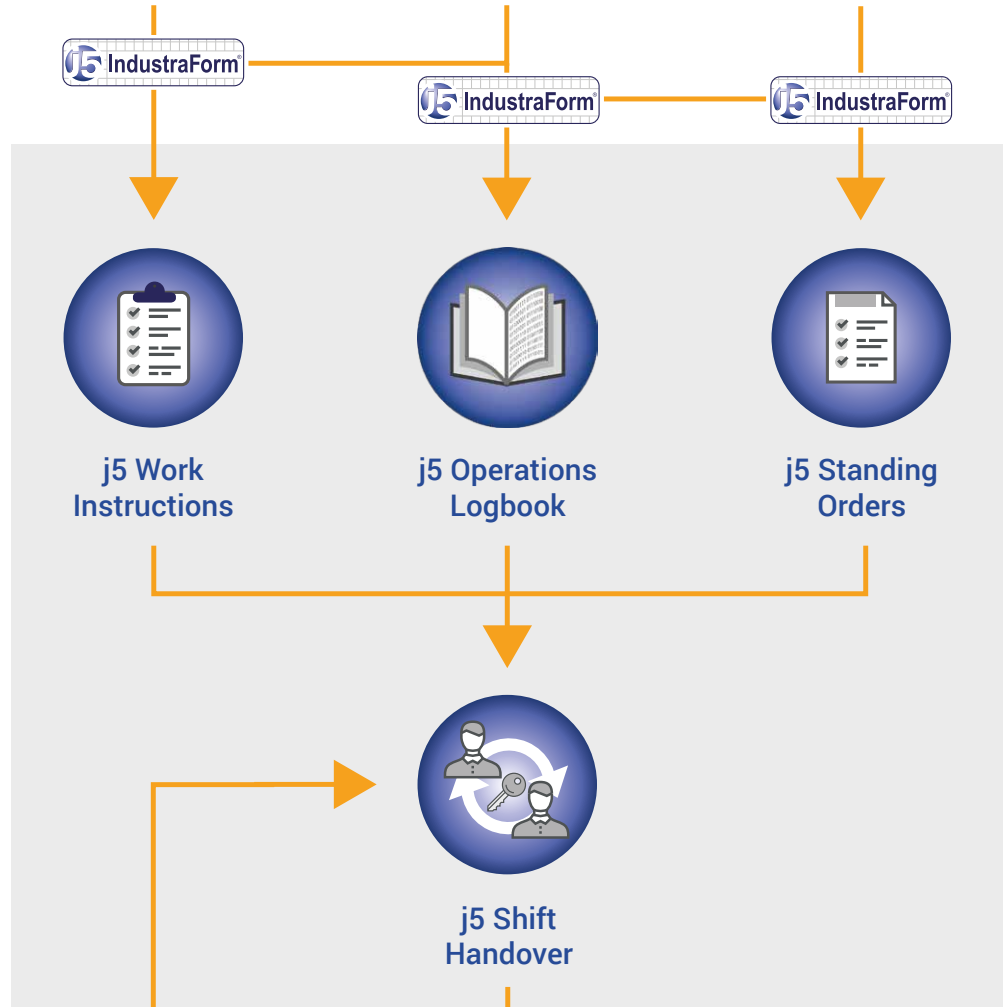 j5 IndustraForm®
j5 IndustraForm®
j5 IndustraForm®
j5 Work
Instructions
j5 Operations
Logbook
j5 Standing
Orders
j5 Shift
Handover